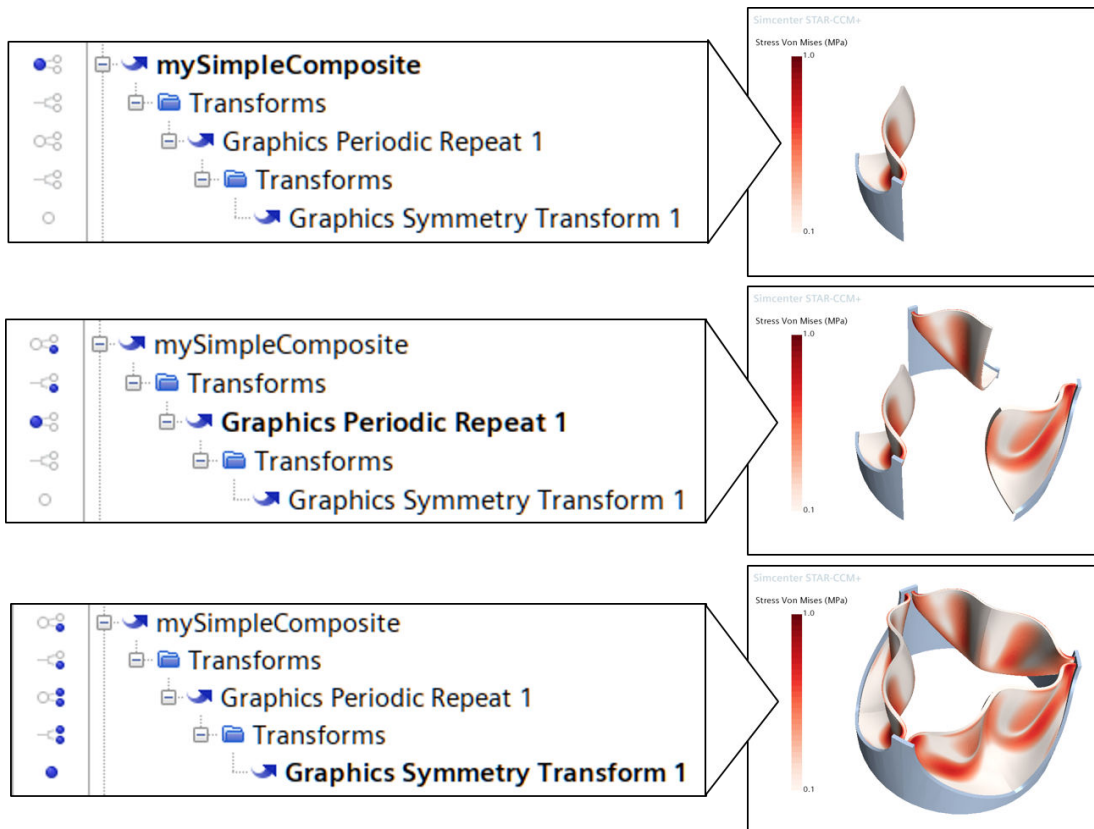 mySimpleComposite
Transforms
Graphics Periodic Repeat 1
Transforms
Graphics Symmetry Transform 1
Simcenter STAR-CCM+
Stress Von Mises (MPa)
1.0
0.1
mySimpleComposite
Transforms
Graphics Periodic Repeat 1
Transforms
Graphics Symmetry Transform 1
Simcenter STAR-CCM+
Stress Von Mises (MPa)
1.0
0.1
mySimpleComposite
Transforms
Graphics Periodic Repeat 1
Transforms
Graphics Symmetry Transform 1
Simcenter STAR-CCM+
Stress Von Mises (MPa)
1.0
0.1